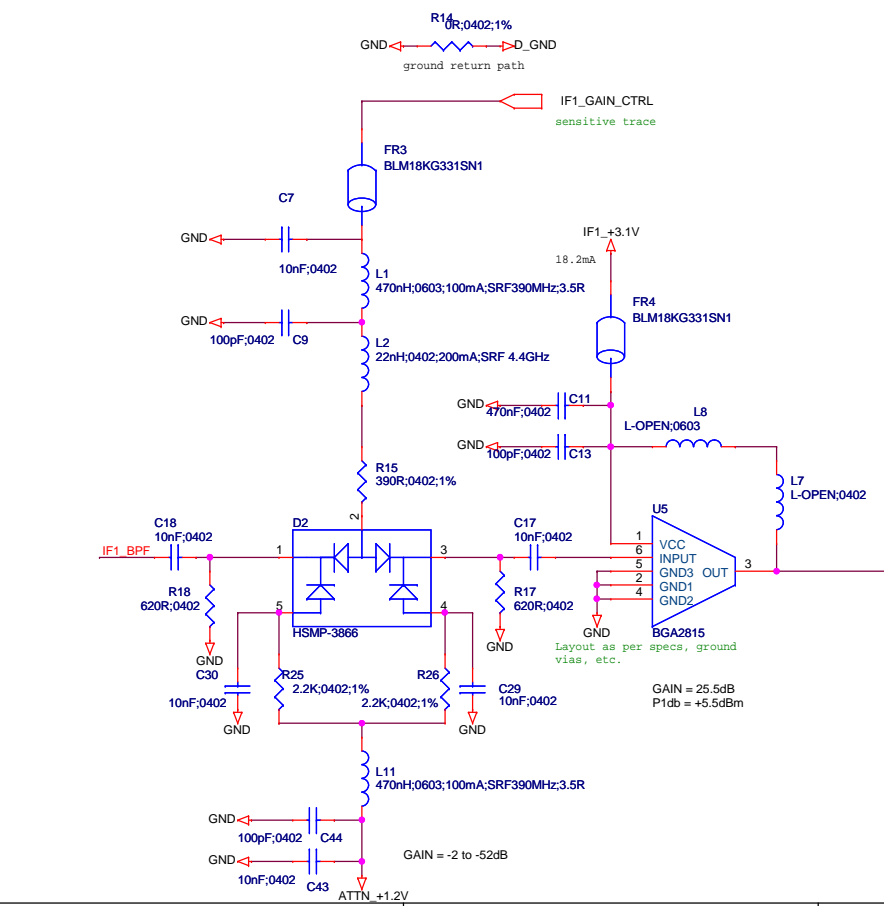 R14
0R;0402;1%
GND
D_GND
ground return path
IF1_GAIN_CTRL
sensitive trace
FR3
BLM18KG331SN1
C7
GND
10nF;0402
L1
470nH;0603;100mA;SRF390MHz;3.5R
GND
100pF;0402
C9
L2
22nH;0402;200mA;SRF 4.4GHz
IF1_+3.1V
18.2mA
FR4
BLM18KG331SN1
GND
470nF;0402
C11
GND
100pF;0402
C13
L8
L-OPEN;0603
L7
L-OPEN;0402
R15
390R;0402;1%
2
C18
10nF;0402
IF1_BPF
D2
1
3
5
4
HSMP-3866
C17
10nF;0402
U5
1
6
5
2
4
VCC
INPUT
GND3
OUT
GND1
GND2
3
BGA2815
R18
620R;0402
GND
R17
620R;0402
GND
GND
Layout as per specs, ground
vias, etc.
C30
10nF;0402
GND
R25
2.2K;0402;1%
R26
2.2K;0402;1%
C29
10nF;0402
GND
GAIN = 25.5dB
P1db = +5.5dBm
L11
470nH;0603;100mA;SRF390MHz;3.5R
GND
100pF;0402
C44
GND
10nF;0402
C43
GAIN = -2 to -52dB
ATTN_+1.2V